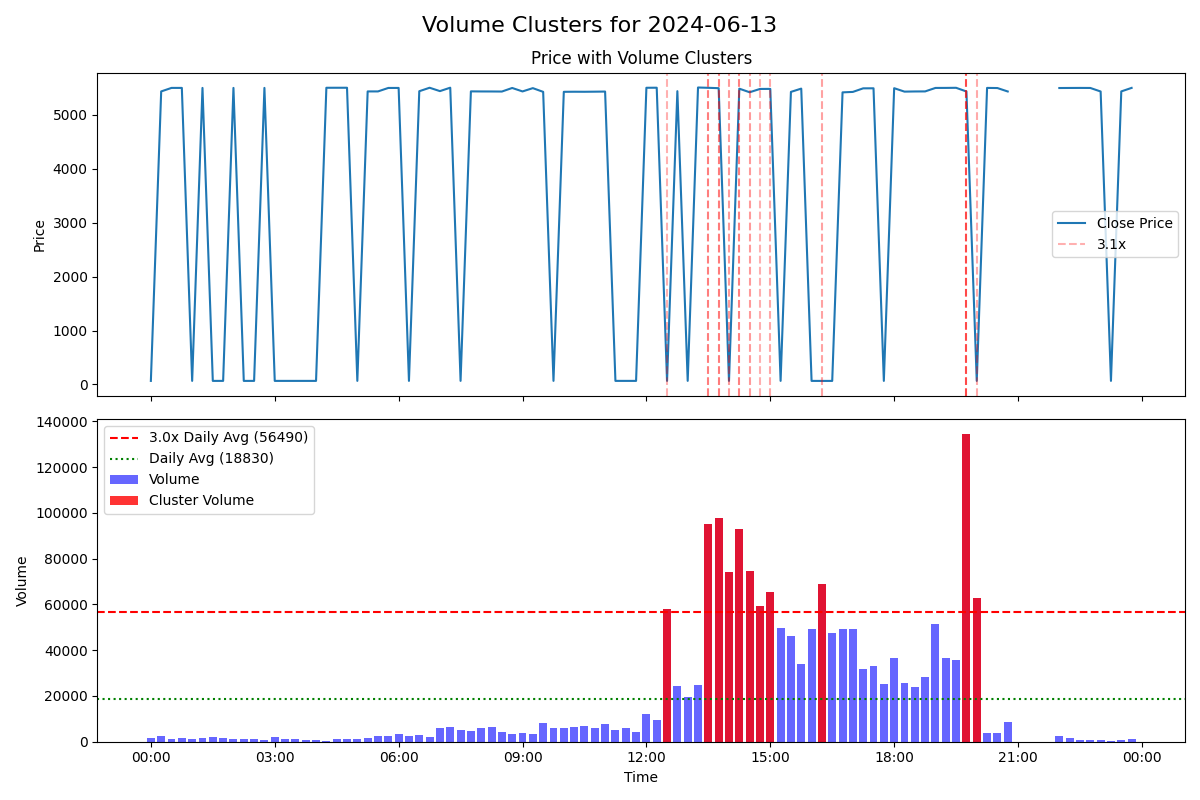 Volume Clusters for 2024-06-13
Price with Volume Clusters
Price
5000
4000
3000
2000
1000
0
Close Price
3.1x
Volume
140000
120000
100000
80000
60000
40000
20000
0
3.0x Daily Avg (56490)
Daily Avg (18830)
Volume
Cluster Volume
00:00 03:00 06:00 09:00 12:00 15:00 18:00 21:00 00:00
Time